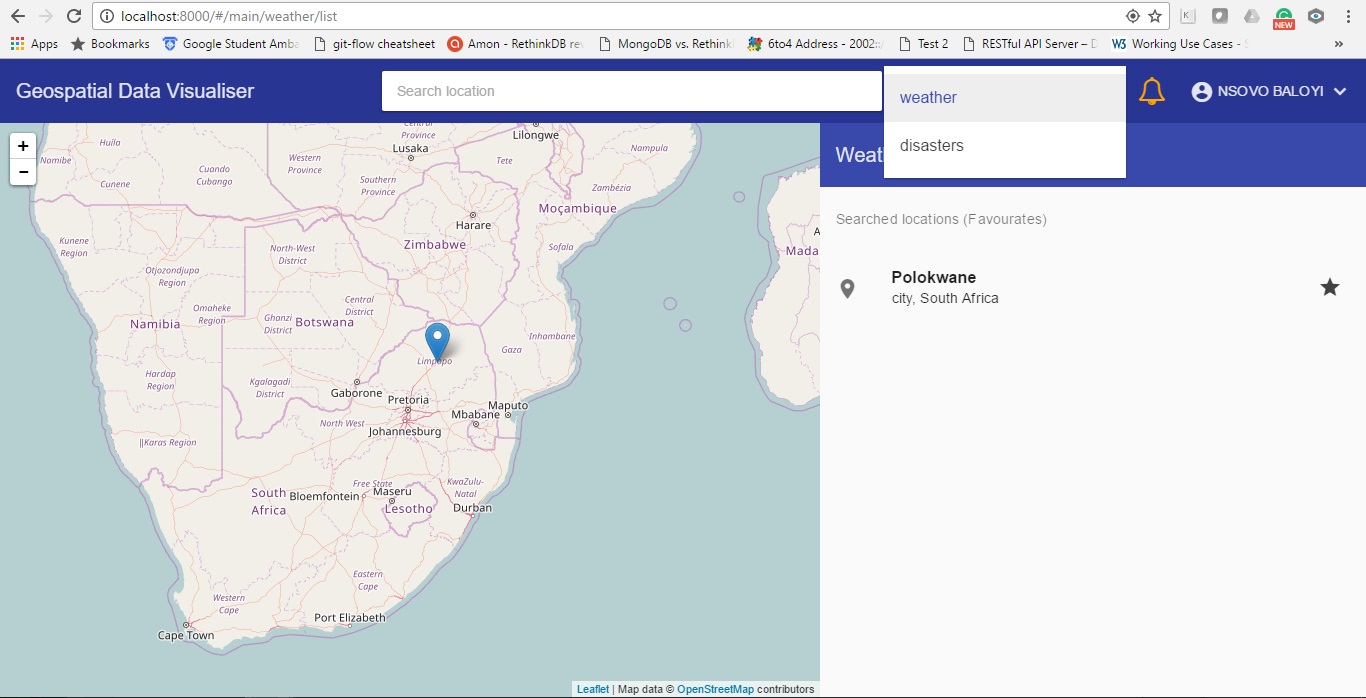 localhost:8000/#/main/weather/list
NEW
Apps Bookmarks Google Student Amba git-flow cheatsheet Amon - RethinkDB rev MongoDB vs. Rethink 6to4 Address - 2002:: Test 2 RESTful API Server – D W3 Working Use Cases - »
Geospatial Data Visualiser
Search location
weather
disasters
NSOVO BALOYI
Weat
Searched locations (Favourates)
Polokwane
city, South Africa
+
−
Huíla
Namibe
Cunene
Cuando
Cubango
Western
Province
Central
Province
Lusaka
Southern
Province
Lilongwe
Tete
Nampula
Zambézia
Moçambique
Harare
Zimbabwe
Sofala
Mada
A
Kunene
Region
Otjozondjupa
Region
North-West
District
Omaheke
Region
Ghanzi
District
Central
District
Namibia
Botswana
Inhambane
Gaza
Limpopo
Hardap
Region
Kgalagadi
District
Gaborone
Pretoria
Maputo
Mbabane
Johannesburg
North West
||Karas Region
Free State
KwaZulu-
Natal
South
Africa
Bloemfontein
Maseru
Lesotho
Durban
Eastern
Cape
Western
Cape
Port Elizabeth
Cape Town
Leaflet | Map data © OpenStreetMap contributors